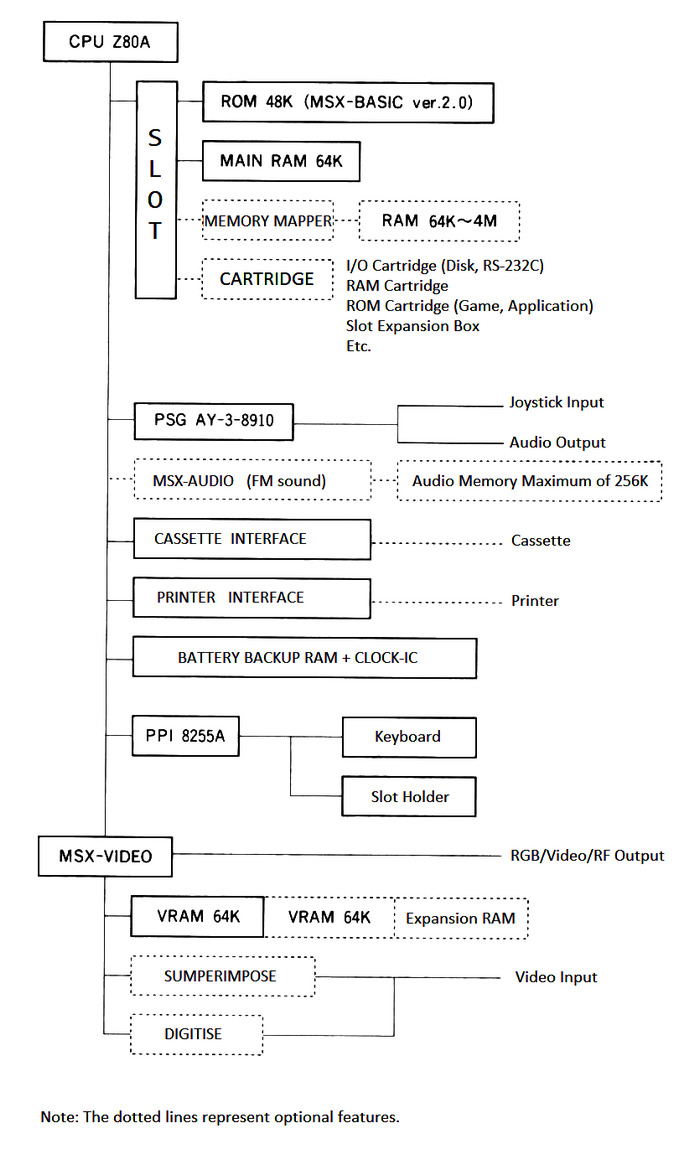 CPU Z80A
SLOT
ROM 48K (MSX-BASIC ver.2.0)
MAIN RAM 64K
MEMORY MAPPER
RAM 64K～4M
CARTRIDGE
I/O Cartridge (Disk, RS-232C)
RAM Cartridge
ROM Cartridge (Game, Application)
Slot Expansion Box
Etc.
PSG AY-3-8910
Joystick Input
Audio Output
MSX-AUDIO (FM sound)
Audio Memory Maximum of 256K
CASSETTE INTERFACE
Cassette
PRINTER INTERFACE
Printer
BATTERY BACKUP RAM + CLOCK-IC
PPI 8255A
Keyboard
Slot Holder
MSX-VIDEO
RGB/Video/RF Output
VRAM 64K
VRAM 64K
Expansion RAM
SUMPERIMPOSE
Video Input
DIGITISE
Note: The dotted lines represent optional features.